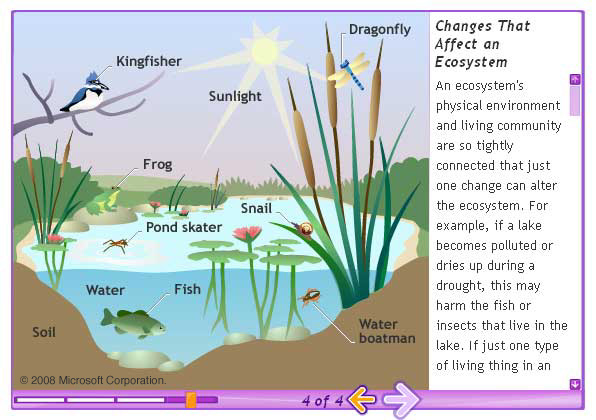 Dragonfly
Kingfisher
Sunlight
Frog
Snail
Pond skater
Water
Fish
Soil
Water
boatman
© 2008 Microsoft Corporation.
Changes That
Affect an
Ecosystem
An ecosystem's
physical environment
and living community
are so tightly
connected that just
one change can alter
the ecosystem. For
example, if a lake
becomes polluted or
dries up during a
drought, this may
harm the fish or
insects that live in the
lake. If just one type
of living thing in an
4 of 4